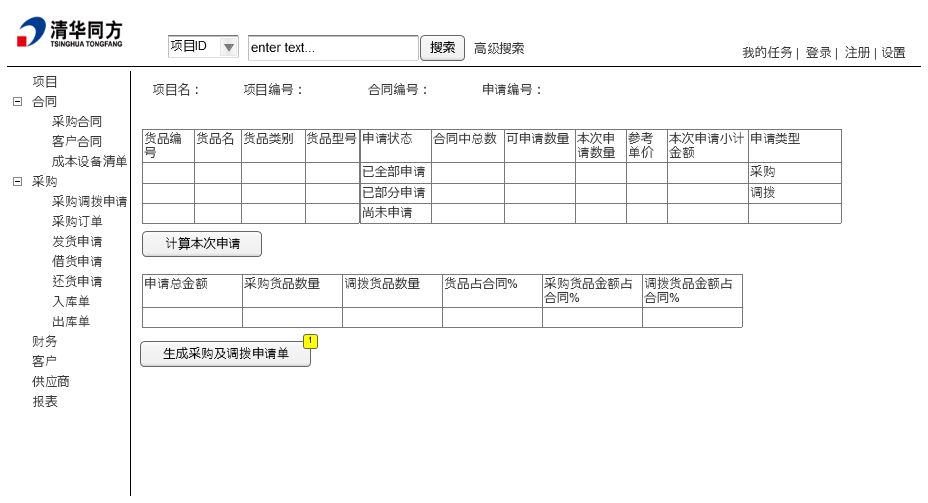 清华同方
TSINGHUA TONGFANG
项目ID
enter text...
搜索
高级搜索
我的任务 | 登录 | 注册 | 设置
项目
合同
采购合同
客户合同
成本设备清单
采购
采购调拨申请
采购订单
发货申请
借货申请
还货申请
入库单
出库单
财务
客户
供应商
报表
项目名：
项目编号：
合同编号：
申请编号：
货品编
号
货品名
货品类别
货品型号
申请状态
合同中总数
可申请数量
本次申
请数量
参考
单价
本次申请小计
金额
申请类型
已全部申请
采购
已部分申请
调拨
尚未申请
计算本次申请
申请总金额
采购货品数量
调拨货品数量
货品占合同%
采购货品金额占
合同%
调拨货品金额占
合同%
生成采购及调拨申请单
1